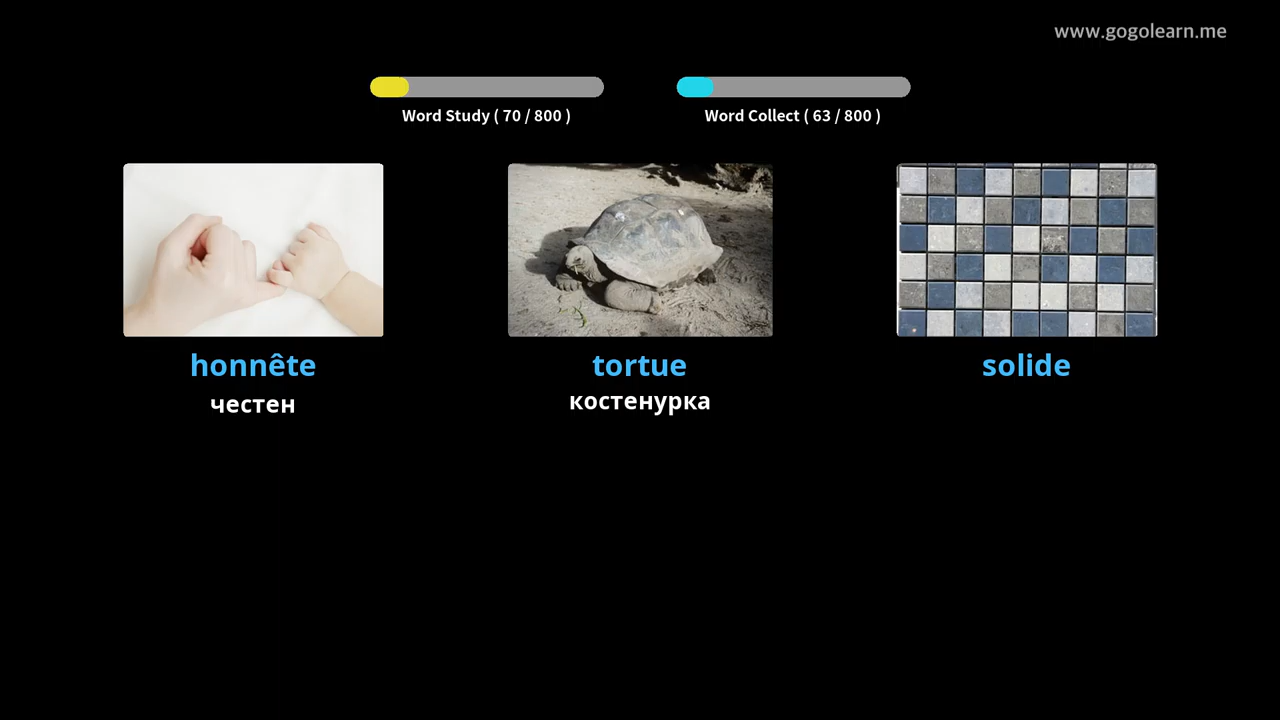 www.gogolearn.me
Word Study ( 70 / 800 )
Word Collect ( 63 / 800 )
honnête
честен
tortue
костенурка
solide